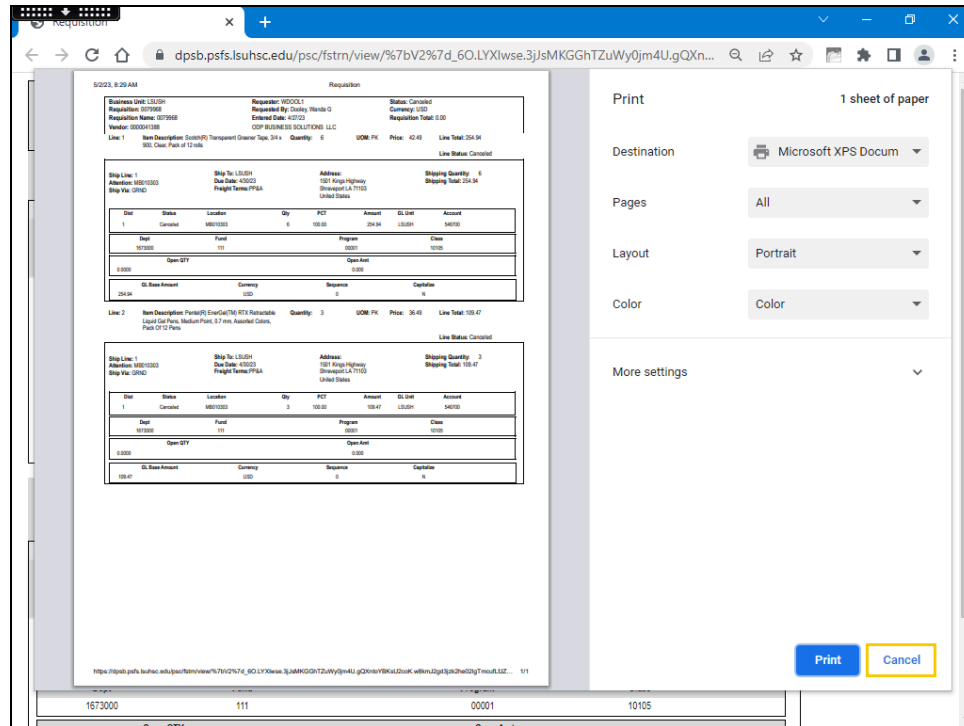 Requisition
dpsb.psfs.lsuhsc.edu/psc/fstrn/view/%7bV2%7d_6O.LYXlwse.3jJsMKGGhTZuWy0jm4U.gQXn...
5/2/23, 8:29 AM Requisition
Business Unit: LSUSH Requester: WDOOL1 Status: Canceled
Requisition: 0079968 Requested By: Dooley, Wanda G Currency: USD
Requisition Name: 0079968 Entered Date: 4/27/23 Requisition Total: 0.00
Vendor: 0000041388 ODP BUSINESS SOLUTIONS LLC
Line: 1 Item Description: Scotch(R) Transparent Greener Tape, 3/4 x Quantity: 6 UOM: PK Price: 42.49 Line Total: 254.94
900, Clear, Pack of 12 rolls
Line Status: Canceled
Ship Line: 1 Ship To: LSUSH Address: Shipping Quantity: 6
Attention: MB010303 Due Date: 4/30/23 1501 Kings Highway Shipping Total: 254.94
Ship Via: GRND Freight Terms: PP&A Shreveport LA 71103
United States
Dist Status Location Qty PCT Amount GL Unit Account
1 Canceled MB010303 6 100.00 254.94 LSUSH 540700
Dept Fund Program Class
1673000 111 00001 10105
Open QTY Open Amt
0.0000 0.000
GL Base Amount Currency Sequence Capitalize
254.94 USD 0 N
Line: 2 Item Description: Pentel(R) EnerGel(TM) RTX Retractable Quantity: 3 UOM: PK Price: 36.49 Line Total: 109.47
Liquid Gel Pens, Medium Point, 0.7 mm, Assorted Colors,
Pack Of 12 Pens
Line Status: Canceled
Ship Line: 1 Ship To: LSUSH Address: Shipping Quantity: 3
Attention: MB010303 Due Date: 4/30/23 1501 Kings Highway Shipping Total: 109.47
Ship Via: GRND Freight Terms: PP&A Shreveport LA 71103
United States
Dist Status Location Qty PCT Amount GL Unit Account
1 Canceled MB010303 3 100.00 109.47 LSUSH 540700
Dept Fund Program Class
1673000 111 00001 10105
Open QTY Open Amt
0.0000 0.000
GL Base Amount Currency Sequence Capitalize
109.47 USD 0 N
1/1
Print 1 sheet of paper
Destination Microsoft XPS Docum
Pages All
Layout Portrait
Color Color
More settings
Print Cancel
1673000 111 00001 10105